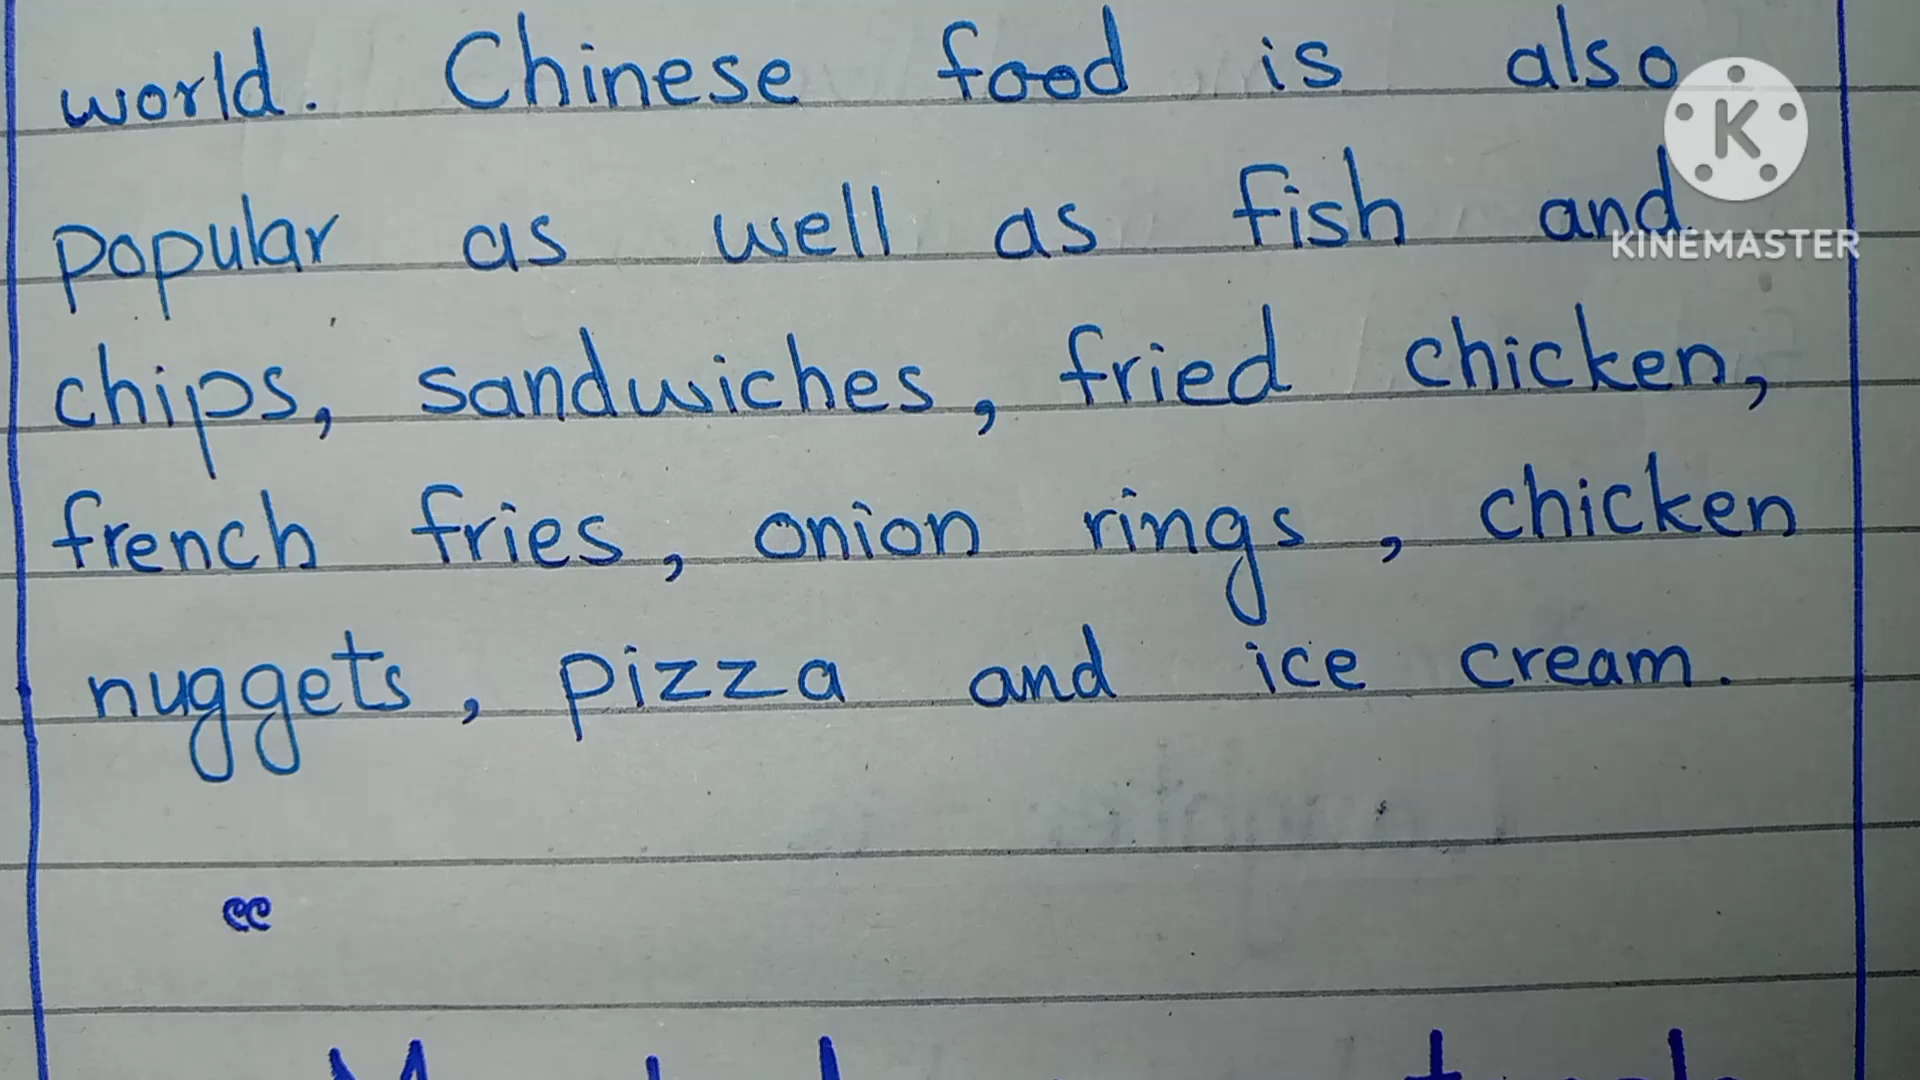 world. Chinese food is also
popular as well as fish and
chips, sandwiches, fried chicken,
french fries, onion rings, chicken
nuggets, pizza and ice cream.
“
K
KINEMASTER